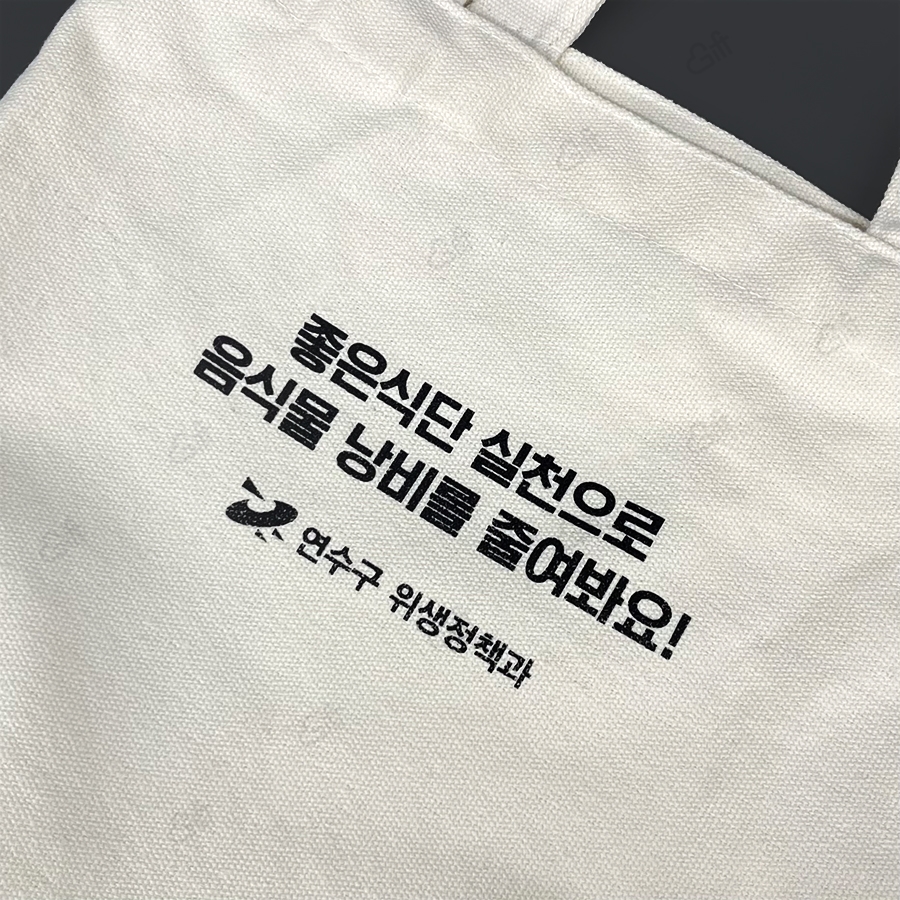 좋은식단 실천으로
음식물 낭비를 줄여봐요!
연수구 위생정책과